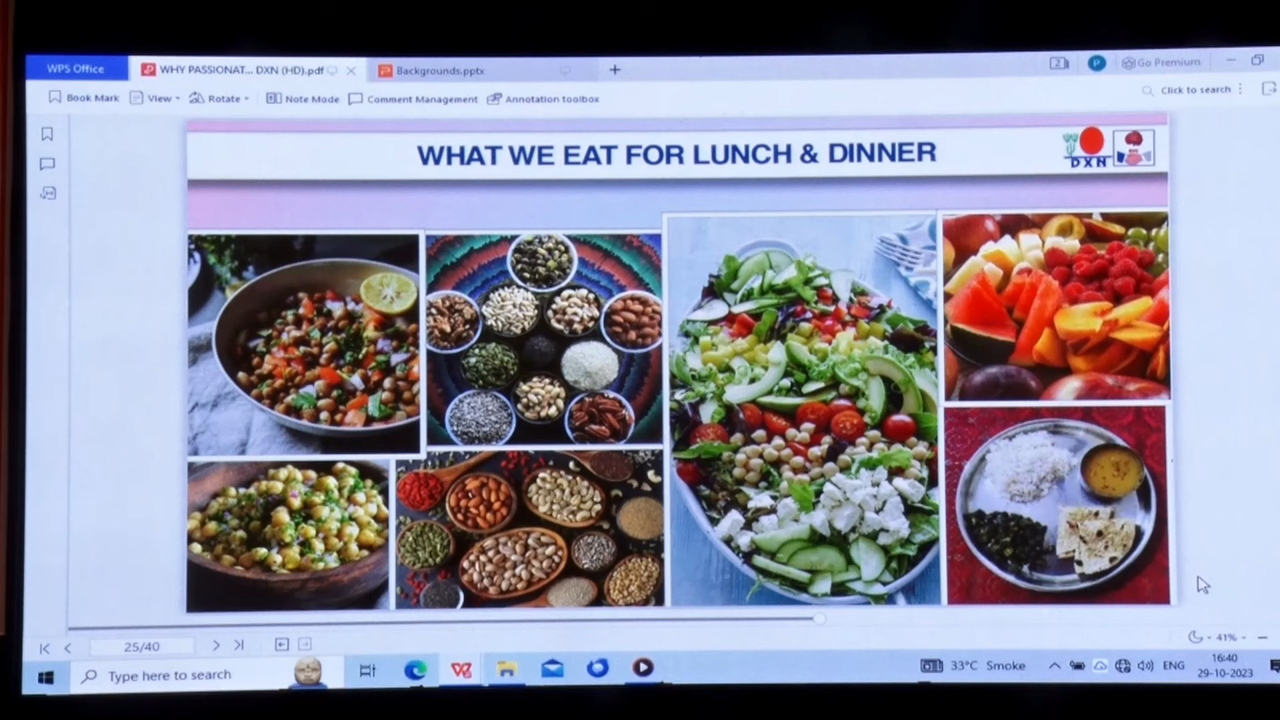 WPS Office
WHY PASSIONAT... DXN (HD).pdf
Backgrounds.pptx
2
P
Go Premium
Book Mark
View
Rotate
Note Mode
Comment Management
Annotation toolbox
Click to search
WHAT WE EAT FOR LUNCH & DINNER
DXN
25/40
41%
Type here to search
33°C Smoke
ENG
16:40
29-10-2023